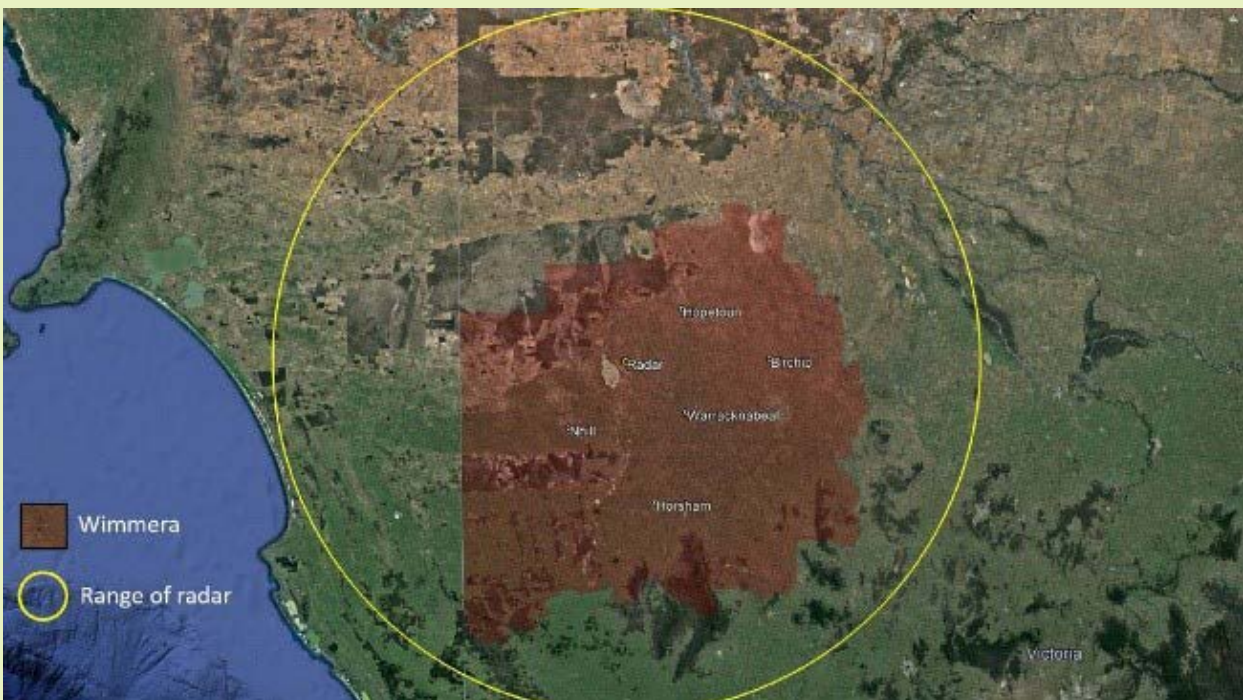 Hopetoun
Radar
Birchip
Warracknabeal
Nhill
Horsham
Wimmera
Range of radar
Victoria